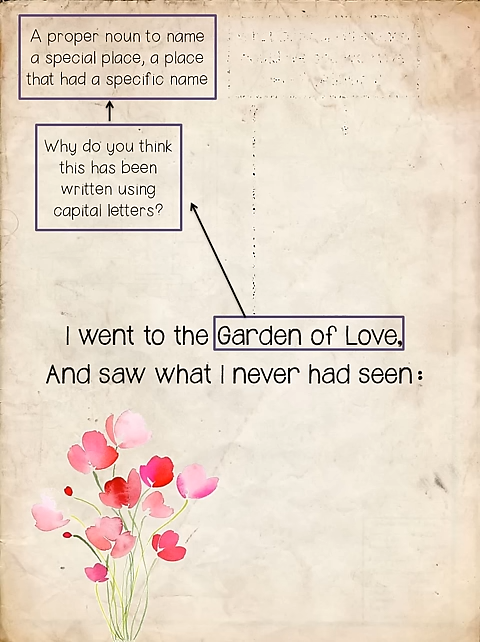 A proper noun to name
a special place, a place
that had a specific name
Why do you think
this has been
written using
capital letters?
I went to the Garden of Love,
And saw what I never had seen: